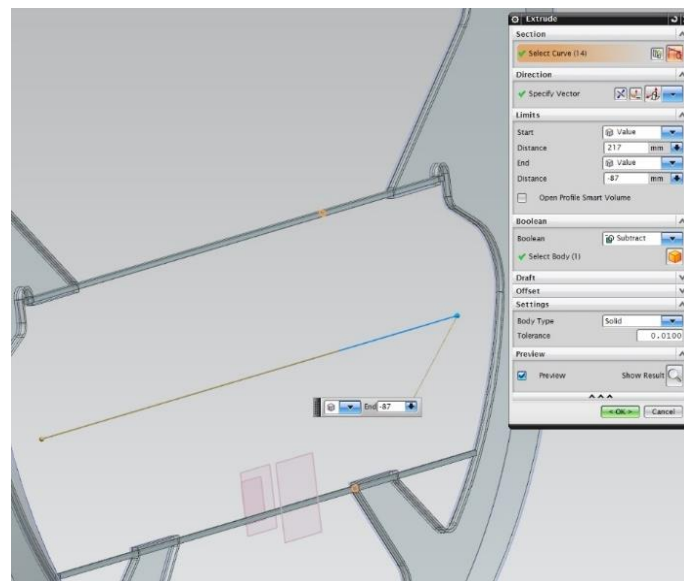 Extrude
Section
Select Curve (14)
Direction
Specify Vector
Limits
Start Value
Distance 217 mm
End Value
Distance -87 mm
Open Profile Smart Volume
Boolean
Boolean Subtract
Select Body (1)
Draft
Offset
Settings
Body Type Solid
Tolerance 0.0100
Preview
Preview Show Result
< OK > Cancel
End -87